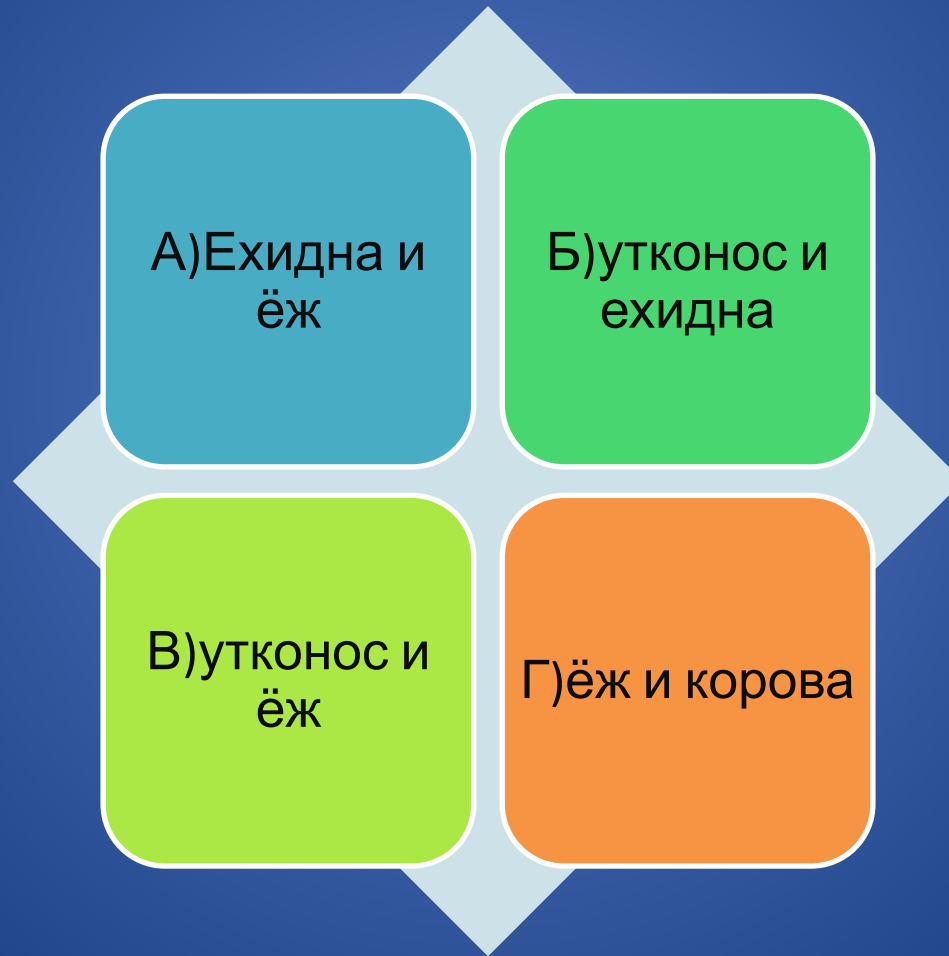 А)Ехидна и
ёж
Б)утконос и
ехидна
В)утконос и
ёж
Г)ёж и корова